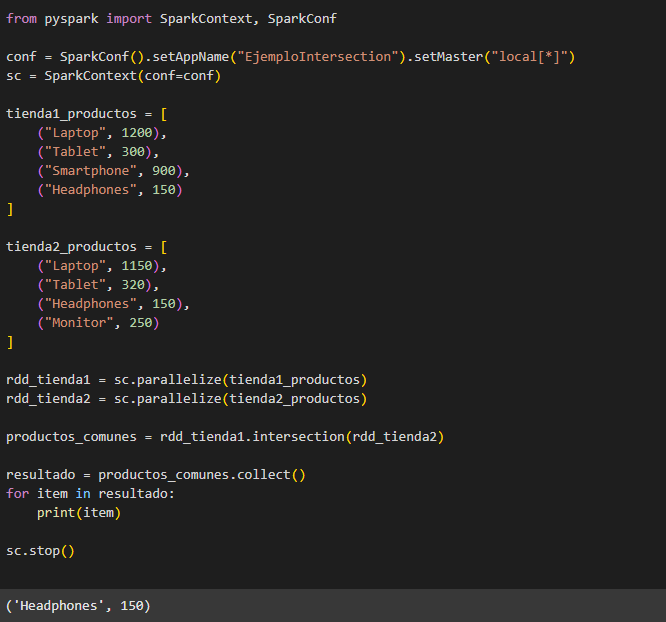 from pyspark import SparkContext, SparkConf
conf = SparkConf().setAppName("EjemploIntersection").setMaster("local[*]")
sc = SparkContext(conf=conf)
tienda1_productos = [
    ("Laptop", 1200),
    ("Tablet", 300),
    ("Smartphone", 900),
    ("Headphones", 150)
]
tienda2_productos = [
    ("Laptop", 1150),
    ("Tablet", 320),
    ("Headphones", 150),
    ("Monitor", 250)
]
rdd_tienda1 = sc.parallelize(tienda1_productos)
rdd_tienda2 = sc.parallelize(tienda2_productos)
productos_comunes = rdd_tienda1.intersection(rdd_tienda2)
resultado = productos_comunes.collect()
for item in resultado:
    print(item)
sc.stop()
('Headphones', 150)